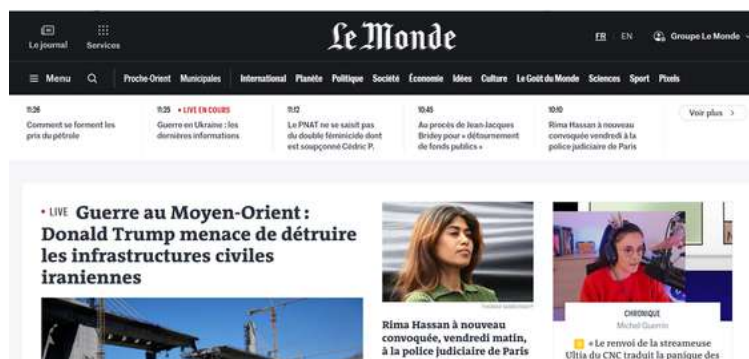 Le journal
Services
Le Monde
FR EN
Groupe Le Monde
Menu
Proche-Orient Municipales International Planète Politique Société Économie Idées Culture Le Goût du Monde Sciences Sport Pixels
11:26
Comment se forment les
prix du pétrole
11:25 • LIVE EN COURS
Guerre en Ukraine : les
dernières informations
11:12
Le PNAT ne se saisit pas
du double féminicide dont
est soupçonné Cédric P.
10:45
Au procès de Jean-Jacques
Bridey pour « détournement
de fonds publics »
10:10
Rima Hassan à nouveau
convoquée vendredi à la
police judiciaire de Paris
Voir plus >
• LIVE Guerre au Moyen-Orient :
Donald Trump menace de détruire
les infrastructures civiles
iraniennes
Rima Hassan à nouveau
convoquée, vendredi matin,
à la police judiciaire de Paris
CHRONIQUE
Michel Guerrin
« Le renvoi de la streameuse
Ultia du CNC traduit la panique des